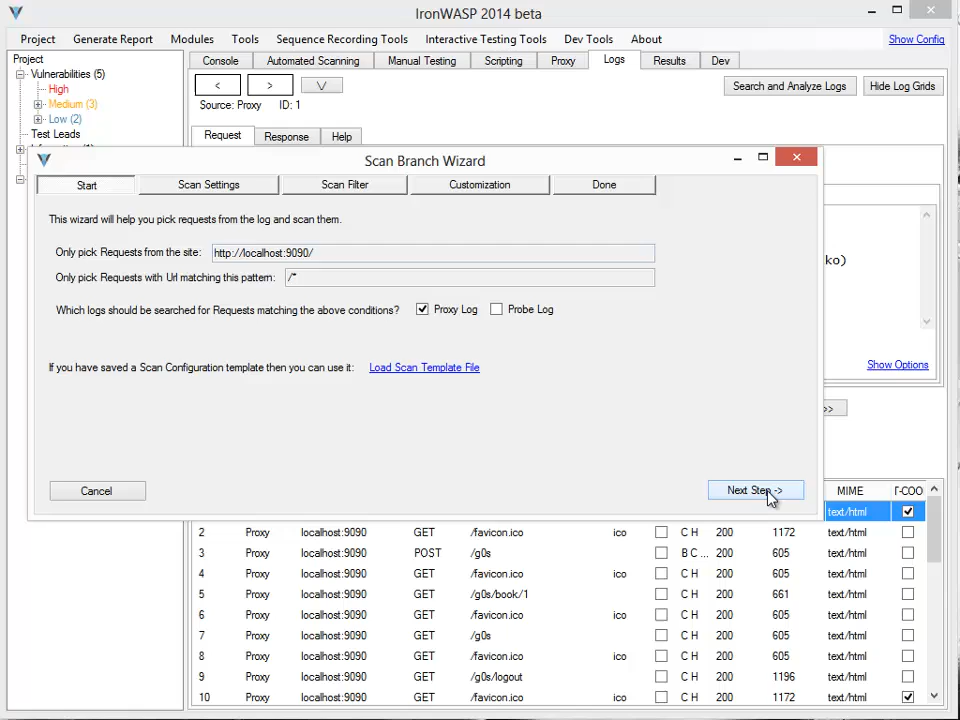 IronWASP 2014 beta
Project Generate Report Modules Tools Sequence Recording Tools Interactive Testing Tools Dev Tools About Show Config
Project
Vulnerabilities (5)
High
Medium (3)
Low (2)
Test Leads
Console Automated Scanning Manual Testing Scripting Proxy Logs Results Dev
< > \/ Search and Analyze Logs Hide Log Grids
Source: Proxy ID: 1
Request Response Help
Scan Branch Wizard
Start Scan Settings Scan Filter Customization Done
This wizard will help you pick requests from the log and scan them.
Only pick Requests from the site: http://localhost:9090/
ko)
Only pick Requests with Url matching this pattern: /*
Which logs should be searched for Requests matching the above conditions? Proxy Log Probe Log
If you have saved a Scan Configuration template then you can use it: Load Scan Template File
Show Options
>>
Cancel Next Step ->
MIME
text/html
2 Proxy localhost:9090 GET /favicon.ico ico C H 200 1172 text/html
3 Proxy localhost:9090 POST /g0s B C ... 200 605 text/html
4 Proxy localhost:9090 GET /favicon.ico ico C H 200 605 text/html
5 Proxy localhost:9090 GET /g0s/book/1 C H 200 661 text/html
6 Proxy localhost:9090 GET /favicon.ico ico C H 200 605 text/html
7 Proxy localhost:9090 GET /g0s C H 200 605 text/html
8 Proxy localhost:9090 GET /favicon.ico ico C H 200 605 text/html
9 Proxy localhost:9090 GET /g0s/logout C H 200 1196 text/html
10 Proxy localhost:9090 GET /favicon.ico ico C H 200 1172 text/html